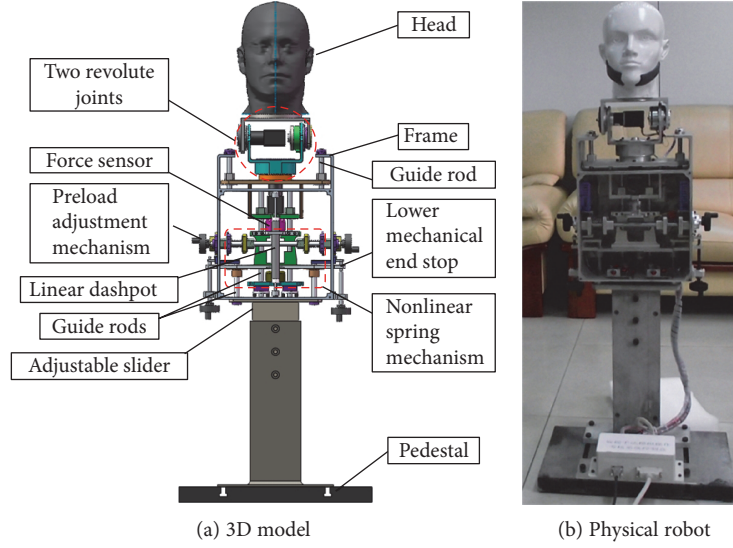 Head
Two revolute
joints
Frame
Force sensor
Guide rod
Preload
adjustment
mechanism
Lower
mechanical
end stop
Linear dashpot
Guide rods
Nonlinear
spring
mechanism
Adjustable slider
Pedestal
(a) 3D model
(b) Physical robot